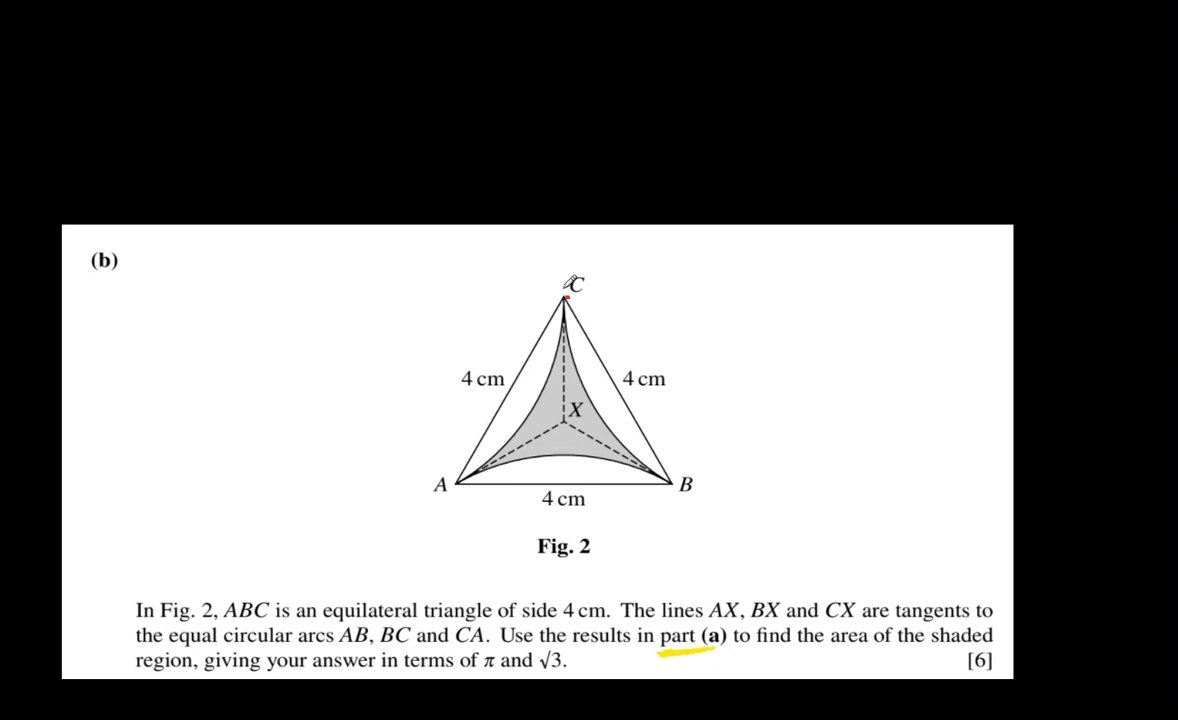 (b)
C
4 cm
4 cm
X
A
B
4 cm
Fig. 2
In Fig. 2, ABC is an equilateral triangle of side 4 cm. The lines AX, BX and CX are tangents to
the equal circular arcs AB, BC and CA. Use the results in part (a) to find the area of the shaded
region, giving your answer in terms of π and √3. [6]